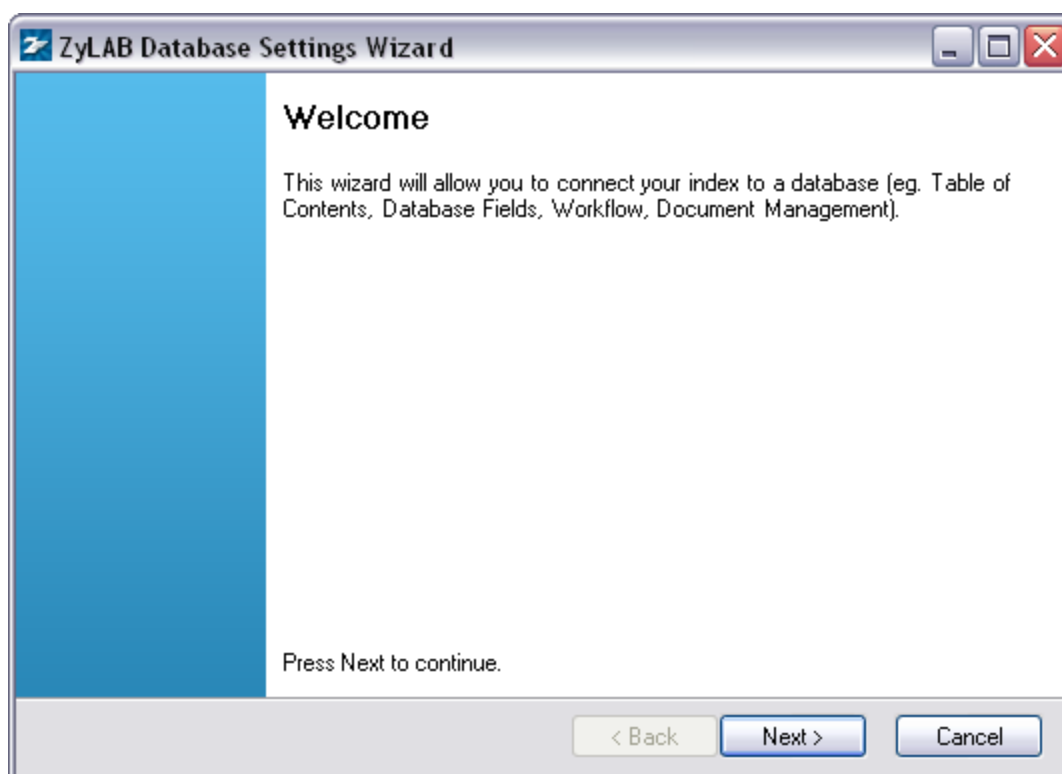 ZyLAB Database Settings Wizard
Welcome
This wizard will allow you to connect your index to a database (eg. Table of
Contents, Database Fields, Workflow, Document Management).
Press Next to continue.
< Back
Next >
Cancel